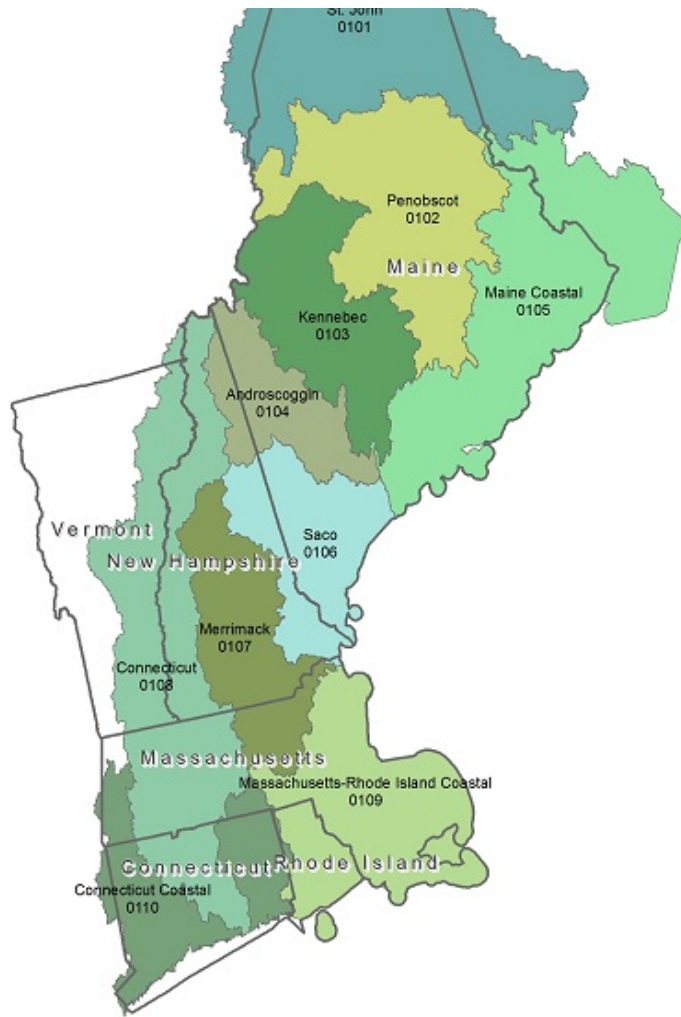 St. John
0101
Penobscot
0102
Maine
Maine Coastal
0105
Kennebec
0103
Androscoggin
0104
Vermont
New Hampshire
Saco
0106
Merrimack
0107
Connecticut
0108
Massachusetts
Massachusetts-Rhode Island Coastal
0109
Connecticut
Rhode Island
Connecticut Coastal
0110